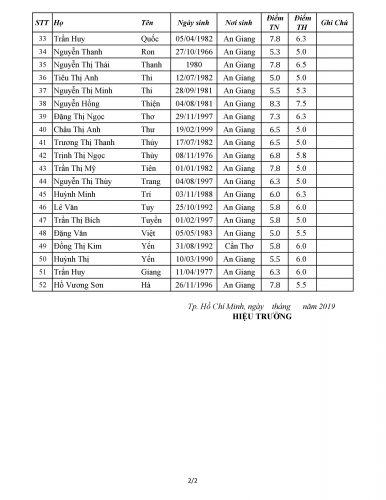 STT Họ Tên Ngày sinh Nơi sinh Điểm TN Điểm TH Ghi Chú
33 Trần Huy Quốc 05/04/1982 An Giang 7.8 6.3
34 Nguyễn Thanh Ron 27/10/1966 An Giang 5.3 5.0
35 Nguyễn Thị Thái Thanh 1980 An Giang 7.8 6.5
36 Tiêu Thị Anh Thi 12/07/1982 An Giang 5.0 5.0
37 Nguyễn Thị Minh Thi 28/09/1981 An Giang 5.5 5.3
38 Nguyễn Hồng Thiện 04/08/1981 An Giang 8.3 7.5
39 Đặng Thị Ngọc Thơ 29/11/1997 An Giang 7.3 6.3
40 Châu Thị Anh Thư 19/02/1999 An Giang 6.5 5.0
41 Trương Thị Thanh Thúy 17/07/1982 An Giang 6.5 5.0
42 Trịnh Thị Ngọc Thùy 08/11/1976 An Giang 6.8 5.8
43 Trần Thị Mỹ Tiên 01/01/1982 An Giang 7.8 5.0
44 Nguyễn Thị Thùy Trang 04/08/1997 An Giang 6.3 5.0
45 Huỳnh Minh Trí 03/11/1988 An Giang 6.0 6.3
46 Lê Văn Tuy 25/10/1992 An Giang 5.8 6.0
47 Trần Thị Bích Tuyền 01/02/1997 An Giang 5.8 5.0
48 Đặng Văn Việt 05/05/1983 An Giang 5.0 5.5
49 Đồng Thị Kim Yến 31/08/1992 Cần Thơ 5.8 6.0
50 Huỳnh Thị Yến 10/03/1990 An Giang 5.5 6.0
51 Trần Huy Giang 11/04/1977 An Giang 6.3 6.0
52 Hồ Vương Sơn Hà 26/11/1996 An Giang 7.8 5.5
Tp. Hồ Chí Minh, ngày tháng năm 2019
HIỆU TRƯỞNG
2/2